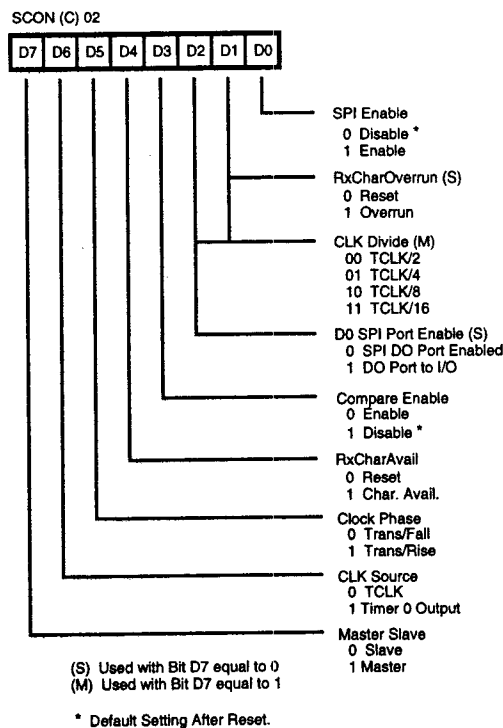 SCON (C) 02
D7 D6 D5 D4 D3 D2 D1 D0
SPI Enable
0 Disable *
1 Enable
RxCharOverrun (S)
0 Reset
1 Overrun
CLK Divide (M)
00 TCLK/2
01 TCLK/4
10 TCLK/8
11 TCLK/16
D0 SPI Port Enable (S)
0 SPI DO Port Enabled
1 DO Port to I/O
Compare Enable
0 Enable
1 Disable *
RxCharAvail
0 Reset
1 Char. Avail.
Clock Phase
0 Trans/Fall
1 Trans/Rise
CLK Source
0 TCLK
1 Timer 0 Output
Master Slave
0 Slave
1 Master
(S) Used with Bit D7 equal to 0
(M) Used with Bit D7 equal to 1
* Default Setting After Reset.